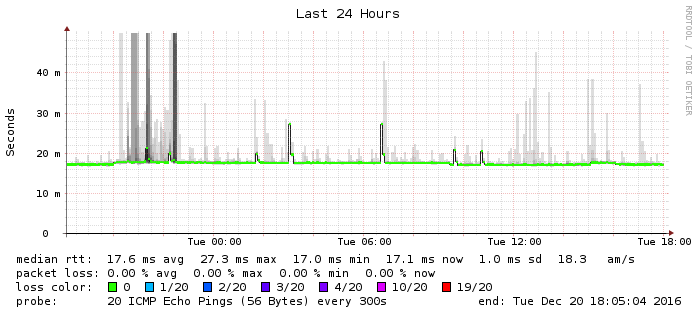 Last 24 Hours
RRDTOOL / TOBI OETIKER
Seconds
40 m
30 m
20 m
10 m
0
Tue 00:00 Tue 06:00 Tue 12:00 Tue 18:00
median rtt: 17.6 ms avg 27.3 ms max 17.0 ms min 17.1 ms now 1.0 ms sd 18.3 am/s
packet loss: 0.00 % avg 0.00 % max 0.00 % min 0.00 % now
loss color: 0 1/20 2/20 3/20 4/20 10/20 19/20
probe: 20 ICMP Echo Pings (56 Bytes) every 300s end: Tue Dec 20 18:05:04 2016